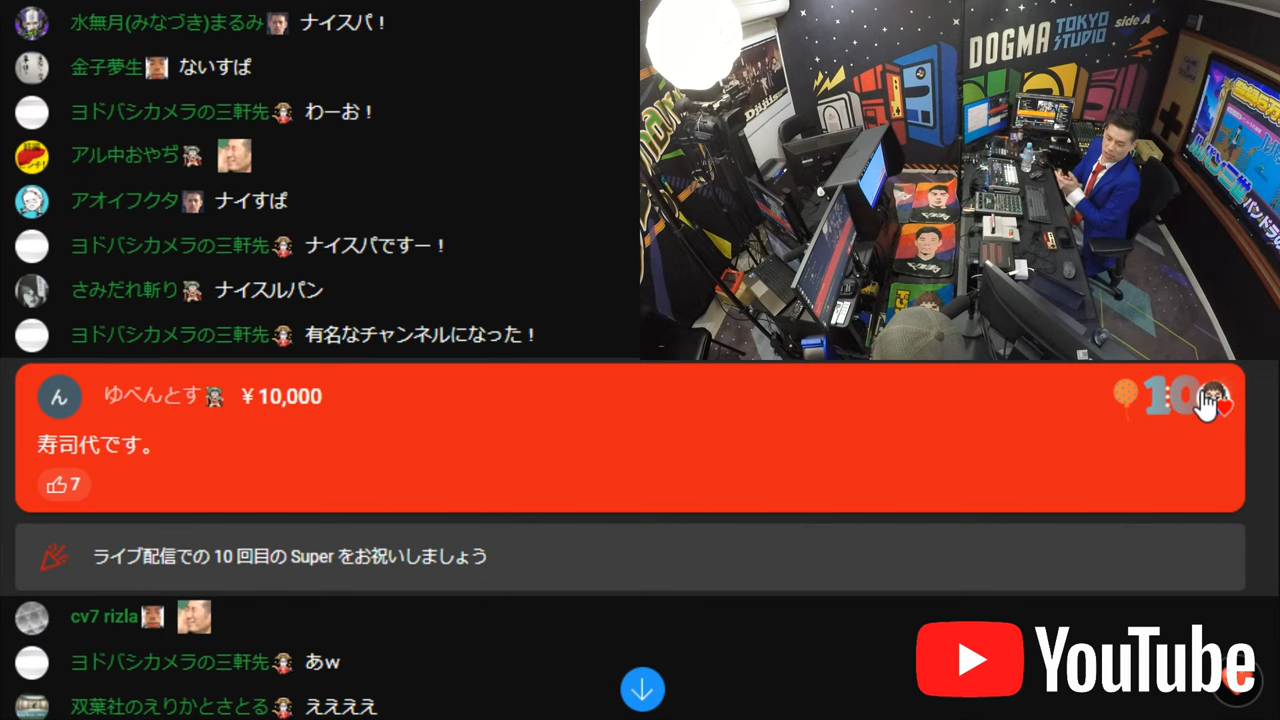 水無月(みなづき)まるみ ナイスパ！
金子夢生 ないすぱ
ヨドバシカメラの三軒先 わーお！
アル中おやぢ
アオイフクタ ナイすぱ
ヨドバシカメラの三軒先 ナイスパですー！
さみだれ斬り ナイスルパン
ヨドバシカメラの三軒先 有名なチャンネルになった！
DOGMA TOKYO STUDIO side A
ルパン三世
ん ゆべんとす ￥10,000
10
寿司代です。
7
ライブ配信での 10 回目の Super をお祝いしましょう
cv7 rizla
ヨドバシカメラの三軒先 あw
双葉社のえりかとさとる ええええ
YouTube